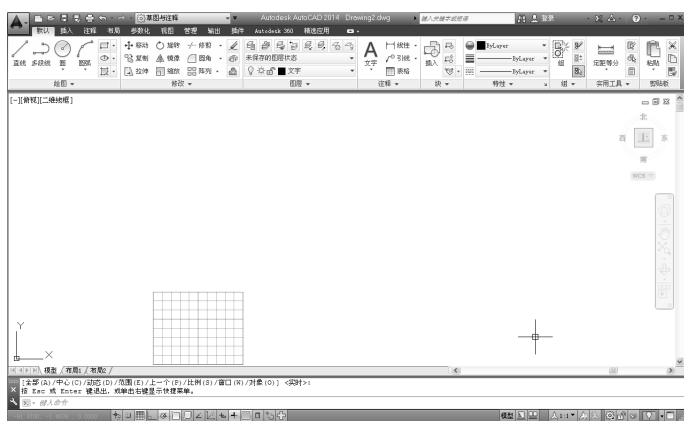 草图与注释 Autodesk AutoCAD 2014 Drawing2.dwg 键入关键字或短语 登录
默认 插入 注释 布局 参数化 视图 管理 输出 插件 Autodesk 360 精选应用
直线 多段线 圆 圆弧 移动 旋转 修剪 未保存的图层状态 文字 线性 插入 ByLayer 组 定距等分 粘贴
复制 镜像 圆角 引线 ByLayer
拉伸 缩放 阵列 文字 表格 ByLayer
绘图 修改 图层 注释 块 特性 组 实用工具 剪贴板
[-][俯视][二维线框]
北
西 上 东
南
WCS
Y
X
模型 布局1 布局2
[全部(A)/中心(C)/动态(D)/范围(E)/上一个(P)/比例(S)/窗口(W)/对象(O)] <实时>:
按 Esc 或 Enter 键退出, 或单击右键显示快捷菜单。
键入命令
模型 1:1